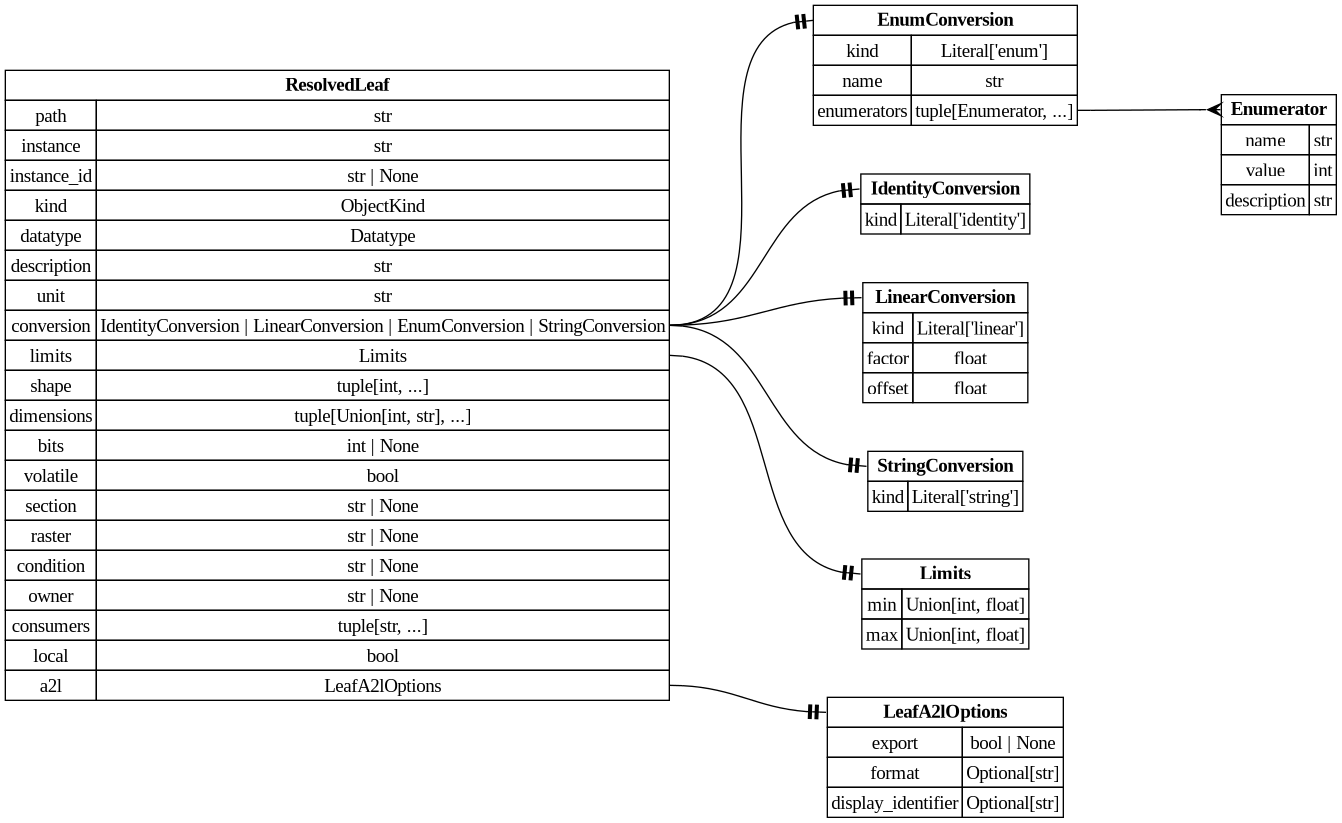 ResolvedLeaf
path str
instance str
instance_id str | None
kind ObjectKind
datatype Datatype
description str
unit str
conversion IdentityConversion | LinearConversion | EnumConversion | StringConversion
limits Limits
shape tuple[int, ...]
dimensions tuple[Union[int, str], ...]
bits int | None
volatile bool
section str | None
raster str | None
condition str | None
owner str | None
consumers tuple[str, ...]
local bool
a2l LeafA2lOptions
EnumConversion
kind Literal['enum']
name str
enumerators tuple[Enumerator, ...]
Enumerator
name str
value int
description str
IdentityConversion
kind Literal['identity']
LinearConversion
kind Literal['linear']
factor float
offset float
StringConversion
kind Literal['string']
Limits
min Union[int, float]
max Union[int, float]
LeafA2lOptions
export bool | None
format Optional[str]
display_identifier Optional[str]